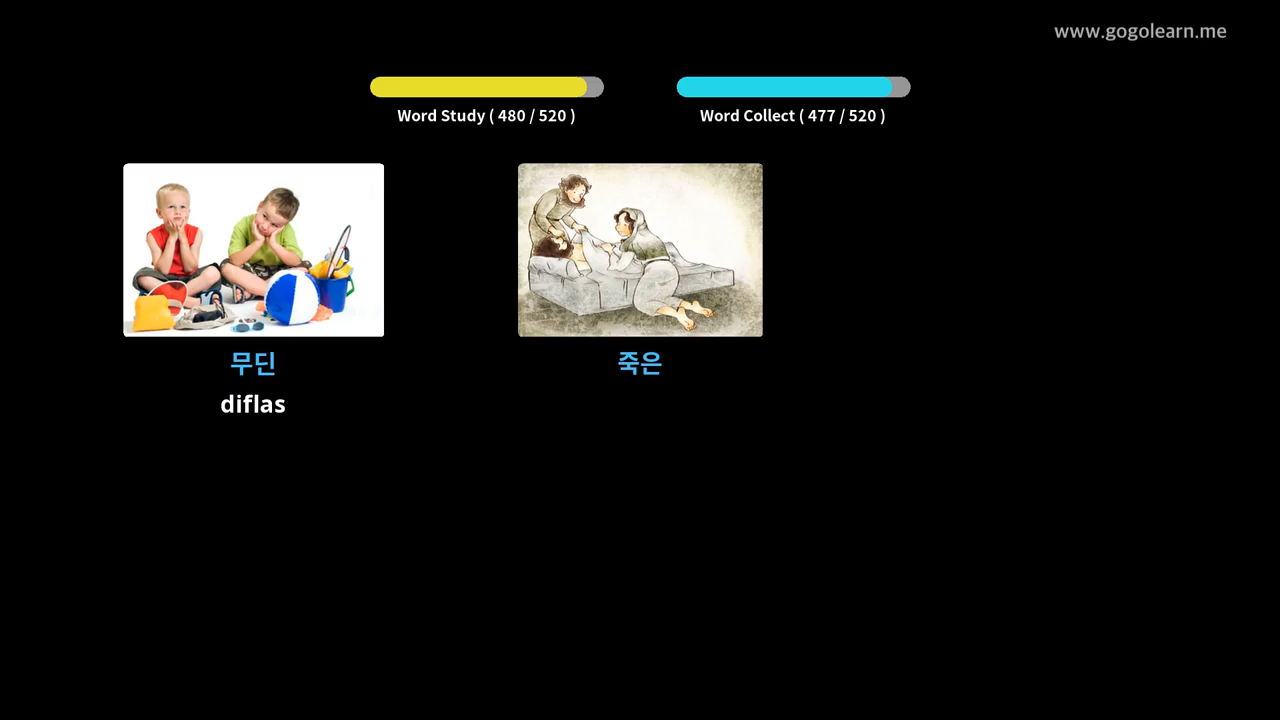 www.gogolearn.me
Word Study ( 480 / 520 )
Word Collect ( 477 / 520 )
무딘
죽은
diflas